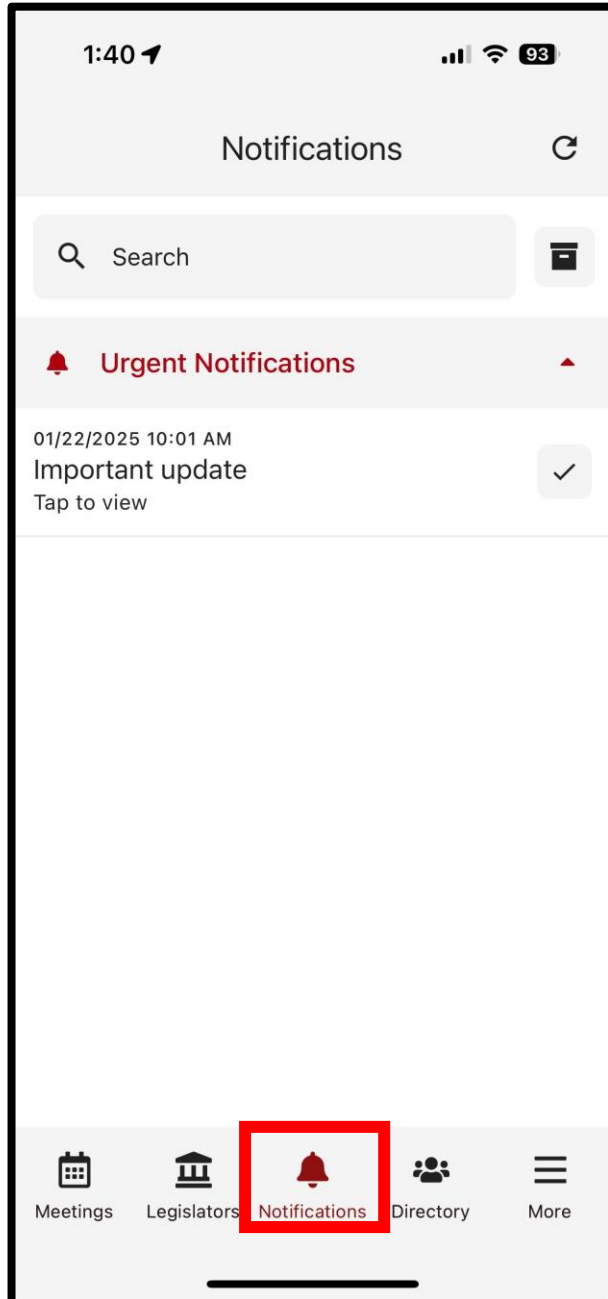 1:40 93
Notifications
Search
Urgent Notifications
01/22/2025 10:01 AM
Important update
Tap to view
Meetings Legislators Notifications Directory More